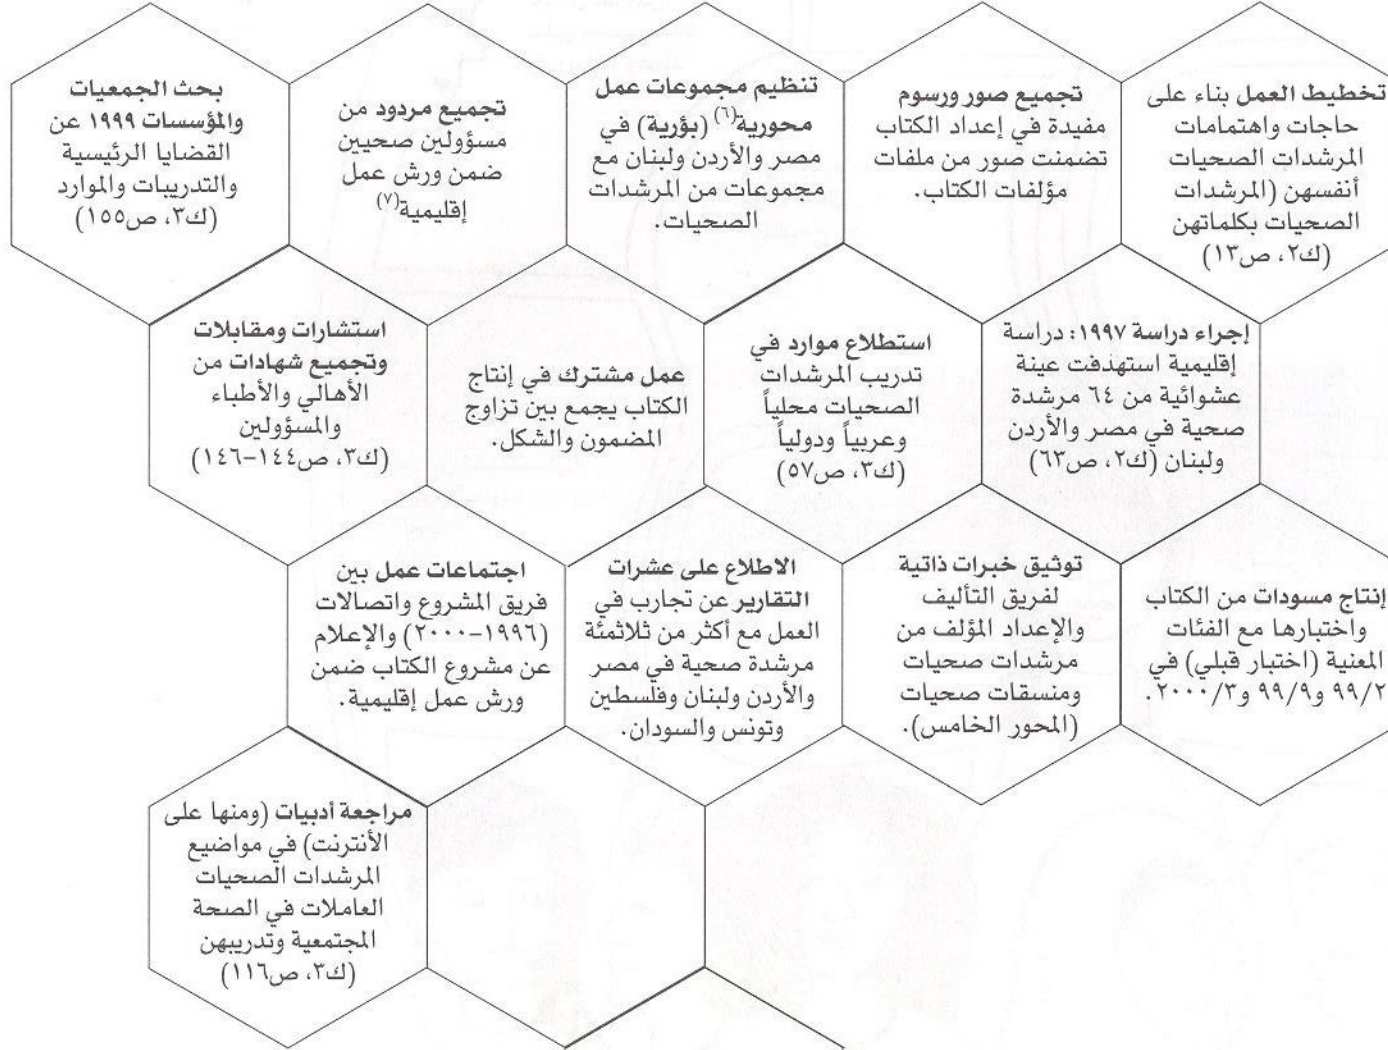 تخطيط العمل بناء على
حاجات واهتمامات
المرشدات الصحيات
أنفسهن (المرشدات
الصحيات بكلماتهن
(ك٢، ص١٣)
تجميع صور ورسوم
مفيدة في إعداد الكتاب
تضمنت صور من ملفات
مؤلفات الكتاب.
تنظيم مجموعات عمل
محورية(٦) (بؤرية) في
مصر والأردن ولبنان مع
مجموعات من المرشدات
الصحيات.
تجميع مردود من
مسؤولين صحيين
ضمن ورش عمل
إقليمية(٧)
بحث الجمعيات
والمؤسسات ١٩٩٩ عن
القضايا الرئيسية
والتدريبات والموارد
(ك٣، ص١٥٥)
إجراء دراسة ١٩٩٧: دراسة
إقليمية استهدفت عينة
عشوائية من ٦٤ مرشدة
صحية في مصر والأردن
ولبنان (ك٢، ص٦٣)
استطلاع موارد في
تدريب المرشدات
الصحيات محلياً
وعربياً ودولياً
(ك٣، ص٥٧)
عمل مشترك في إنتاج
الكتاب يجمع بين تزاوج
المضمون والشكل.
استشارات ومقابلات
وتجميع شهادات من
الأهالي والأطباء
والمسؤولين
(ك٣، ص١٤٤-١٤٦)
إنتاج مسودات من الكتاب
واختبارها مع الفئات
المعنية (اختبار قبلي) في
٩٩/٢ و٩٩/٩ و٢٠٠٠/٣.
توثيق خبرات ذاتية
لفريق التأليف
والإعداد المؤلف من
مرشدات صحيات
ومنسقات صحيات
(المحور الخامس).
الاطلاع على عشرات
التقارير عن تجارب في
العمل مع أكثر من ثلاثمئة
مرشدة صحية في مصر
والأردن ولبنان وفلسطين
وتونس والسودان.
اجتماعات عمل بين
فريق المشروع واتصالات
(١٩٩٦-٢٠٠٠) والإعلام
عن مشروع الكتاب ضمن
ورش عمل إقليمية.
مراجعة أدبيات (ومنها على
الأنترنت) في مواضيع
المرشدات الصحيات
العاملات في الصحة
المجتمعية وتدريبهن
(ك٣، ص١١٦)